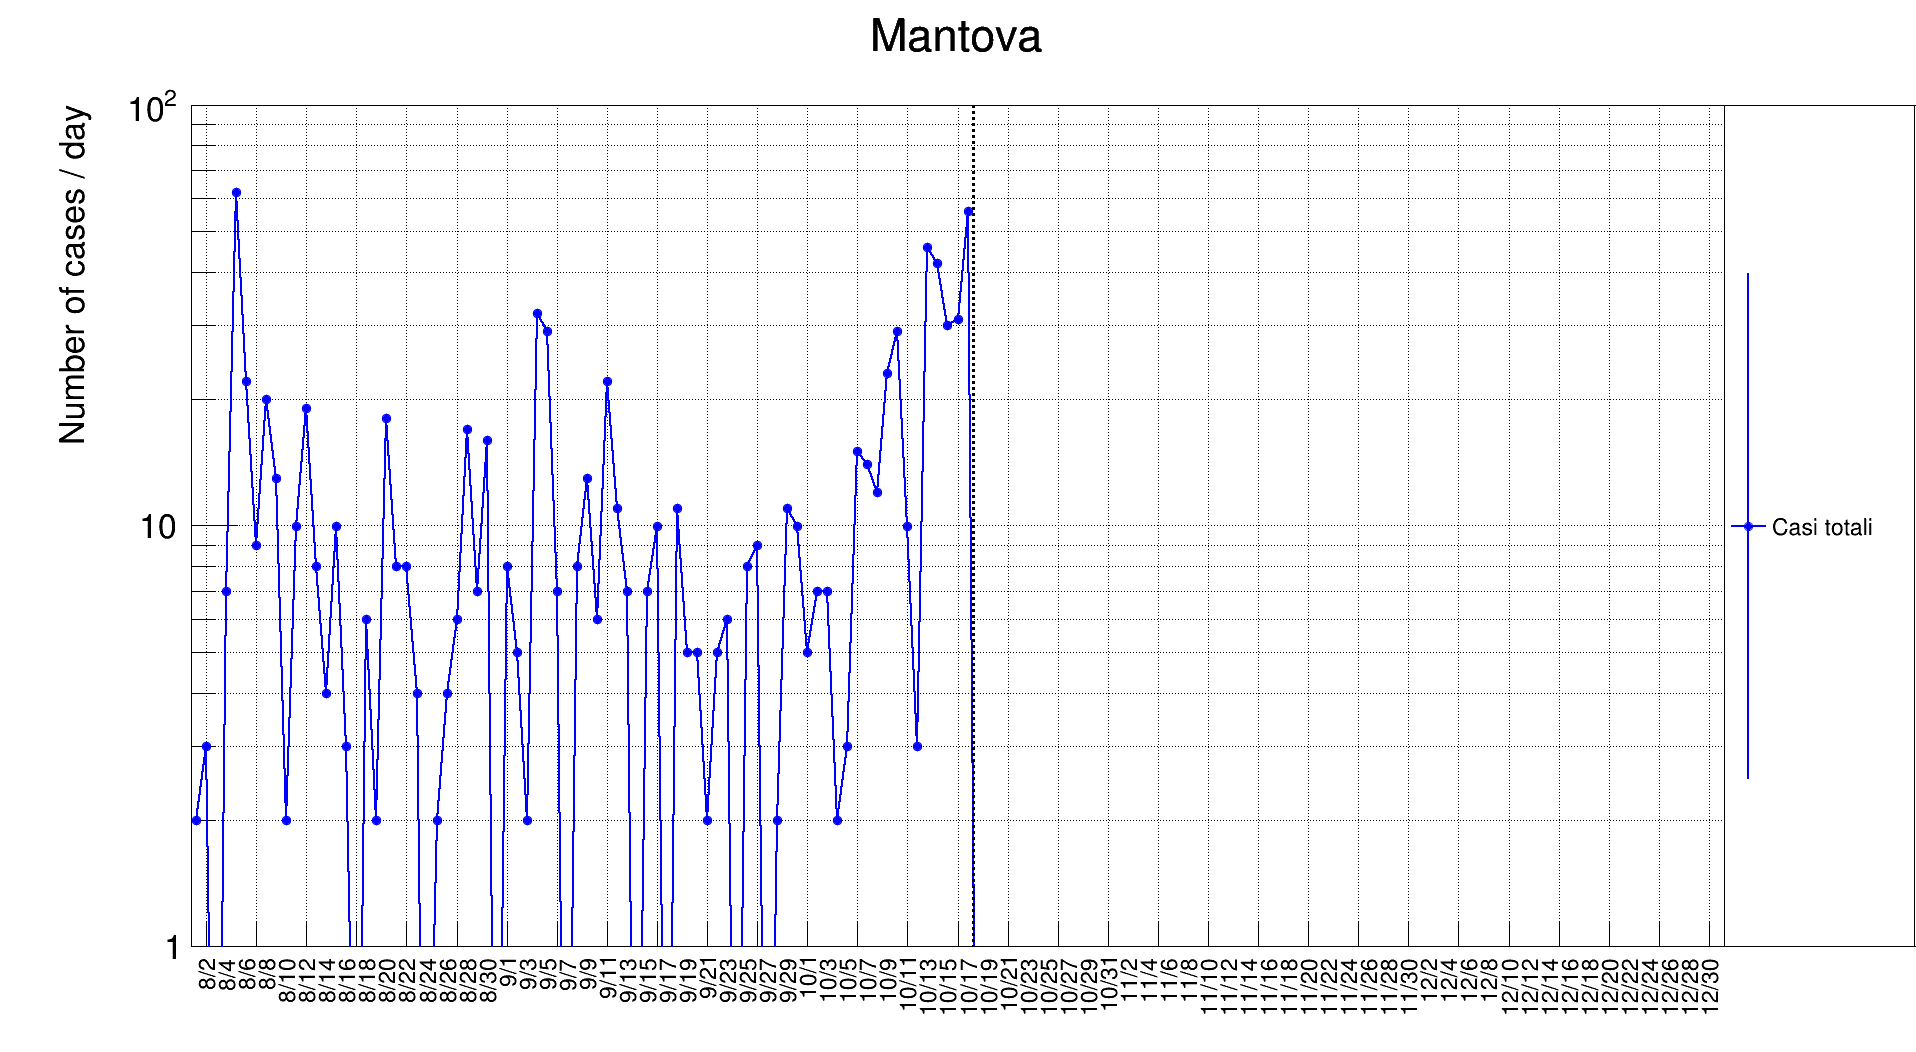 Mantova
Number of cases / day
10²
10
1
8/2 8/4 8/6 8/8 8/10 8/12 8/14 8/16 8/18 8/20 8/22 8/24 8/26 8/28 8/30 9/1 9/3 9/5 9/7 9/9 9/11 9/13 9/15 9/17 9/19 9/21 9/23 9/25 9/27 9/29 10/1 10/3 10/5 10/7 10/9 10/11 10/13 10/15 10/17 10/19 10/21 10/23 10/25 10/27 10/29 10/31 11/2 11/4 11/6 11/8 11/10 11/12 11/14 11/16 11/18 11/20 11/22 11/24 11/26 11/28 11/30 12/2 12/4 12/6 12/8 12/10 12/12 12/14 12/16 12/18 12/20 12/22 12/24 12/26 12/28 12/30
Casi totali